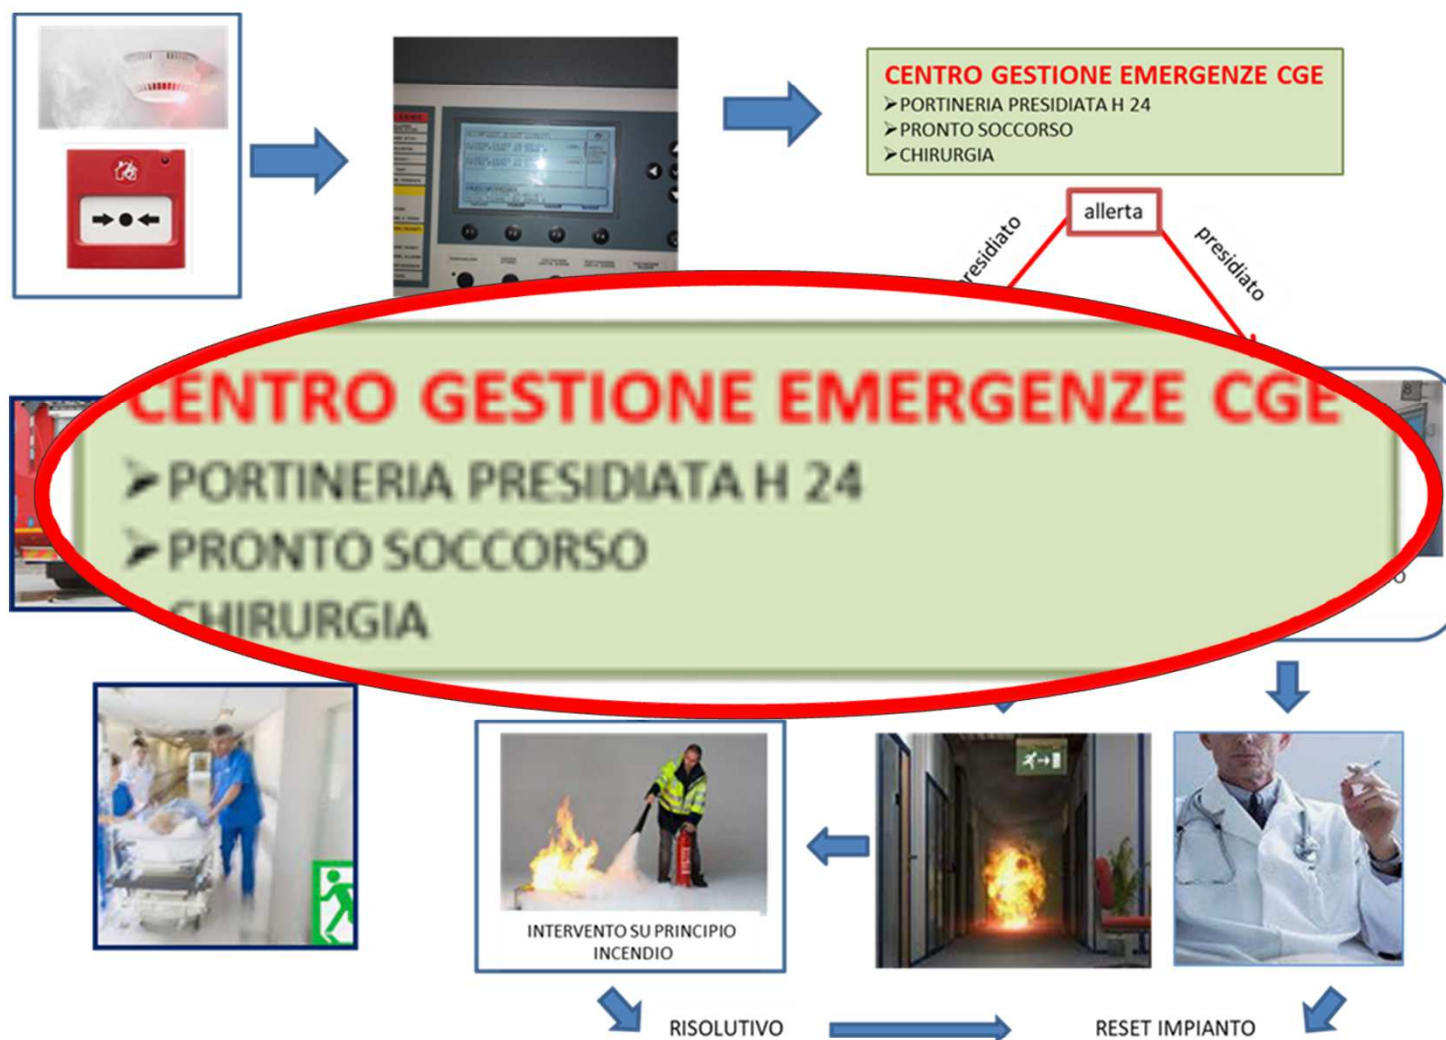 CENTRO GESTIONE EMERGENZE CGE
➢PORTINERIA PRESIDIATA H 24
➢PRONTO SOCCORSO
➢CHIRURGIA
allerta
presidiato
CENTRO GESTIONE EMERGENZE CGE
➢PORTINERIA PRESIDIATA H 24
➢PRONTO SOCCORSO
CHIRURGIA
INTERVENTO SU PRINCIPIO
INCENDIO
RISOLUTIVO
RESET IMPIANTO